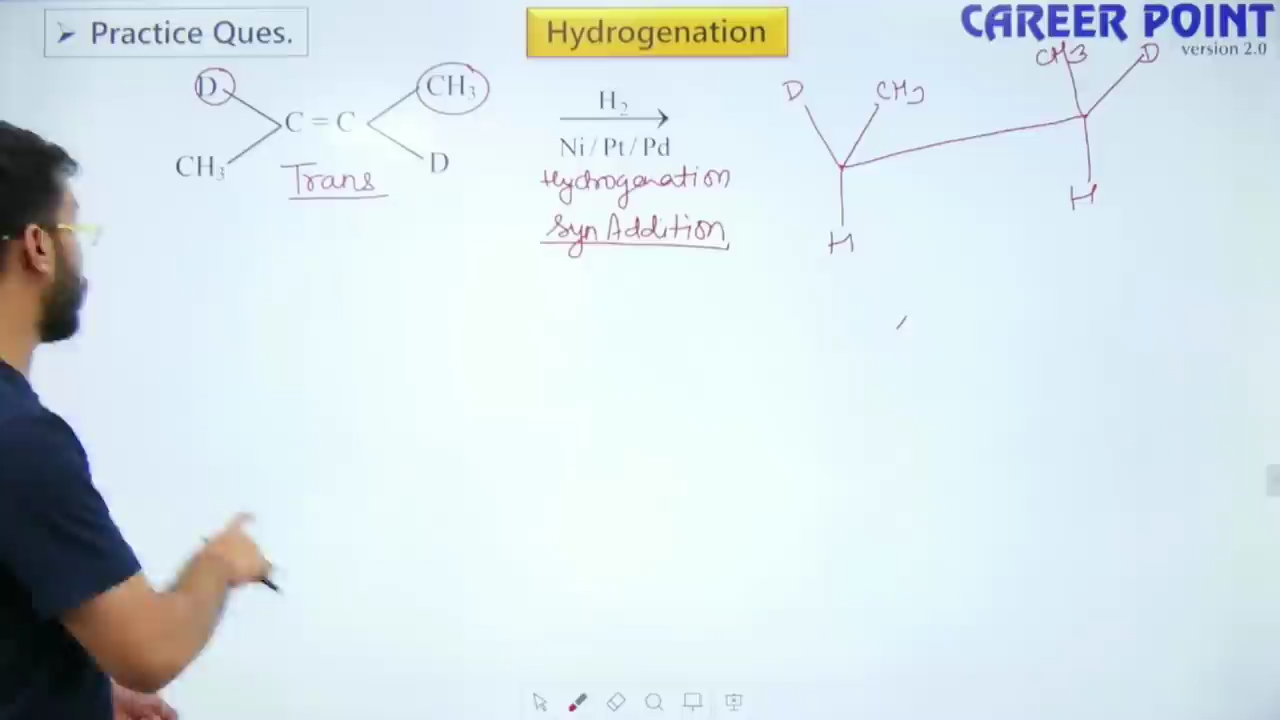 ➤ Practice Ques.
Hydrogenation
CAREER POINT
version 2.0
D CH₃
C = C
CH₃ D
Trans
H₂
Ni / Pt / Pd
Hydrogenation
Syn Addition
D CH3
H
CH3 D
H